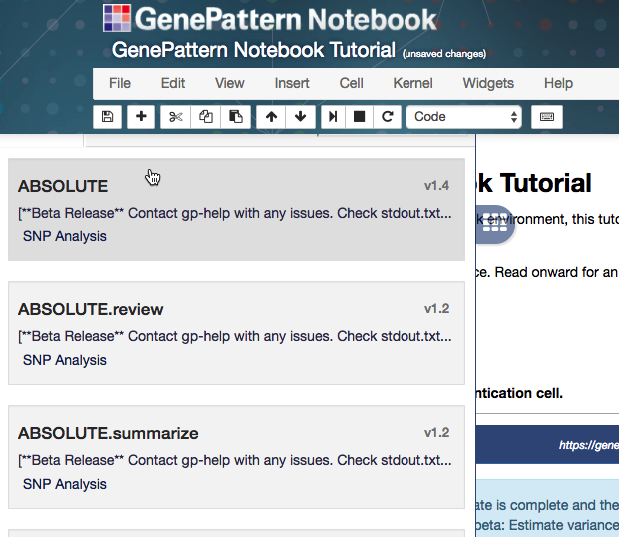 GenePattern Notebook
GenePattern Notebook Tutorial (unsaved changes)
File Edit View Insert Cell Kernel Widgets Help
Code
ABSOLUTE v1.4
[**Beta Release** Contact gp-help with any issues. Check stdout.txt...
SNP Analysis
ABSOLUTE.review v1.2
[**Beta Release** Contact gp-help with any issues. Check stdout.txt...
SNP Analysis
ABSOLUTE.summarize v1.2
[**Beta Release** Contact gp-help with any issues. Check stdout.txt...
SNP Analysis
k Tutorial
k environment, this tuto
ce. Read onward for an
ntication cell.
https://gene
ate is complete and the
beta: Estimate variance